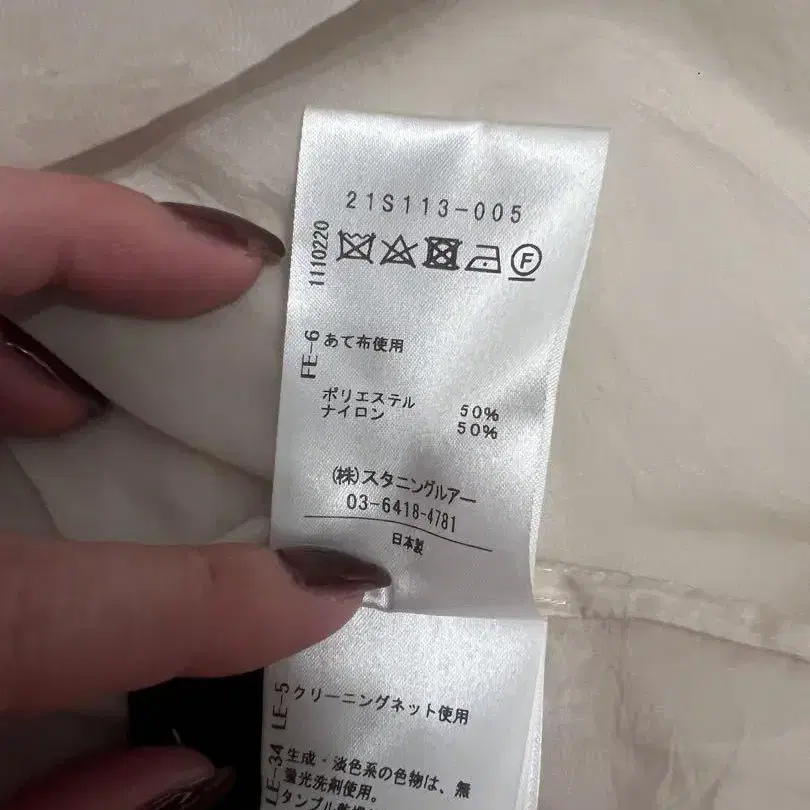 21S113-005
1110220
F
FE-6 あて布使用
ポリエステル 50%
ナイロン 50%
(株)スタニングルアー
03-6418-4781
日本製
LE-5 クリーニングネット使用
LE-34 生成・淡色系の色物は、無
蛍光洗剤使用。
タンブル乾燥